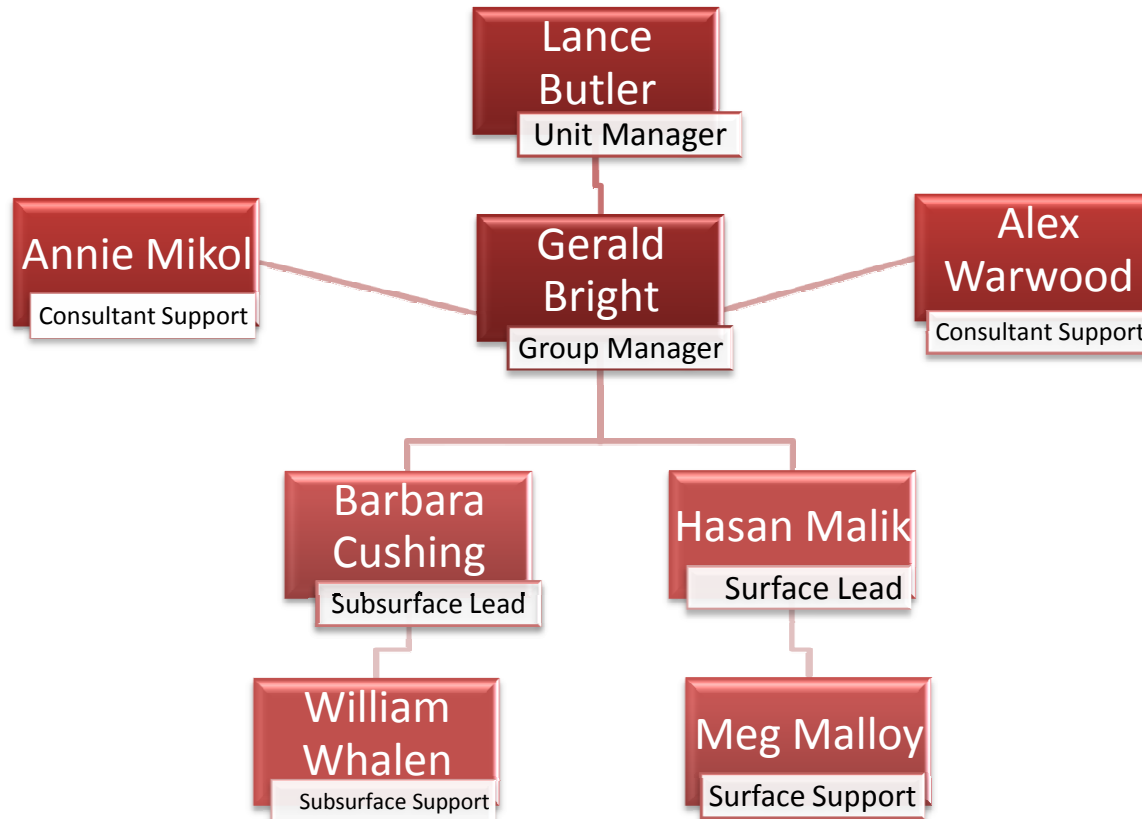 Lance
Butler
Unit Manager
Annie Mikol
Consultant Support
Gerald
Bright
Group Manager
Alex
Warwood
Consultant Support
Barbara
Cushing
Subsurface Lead
Hasan Malik
Surface Lead
William
Whalen
Subsurface Support
Meg Malloy
Surface Support